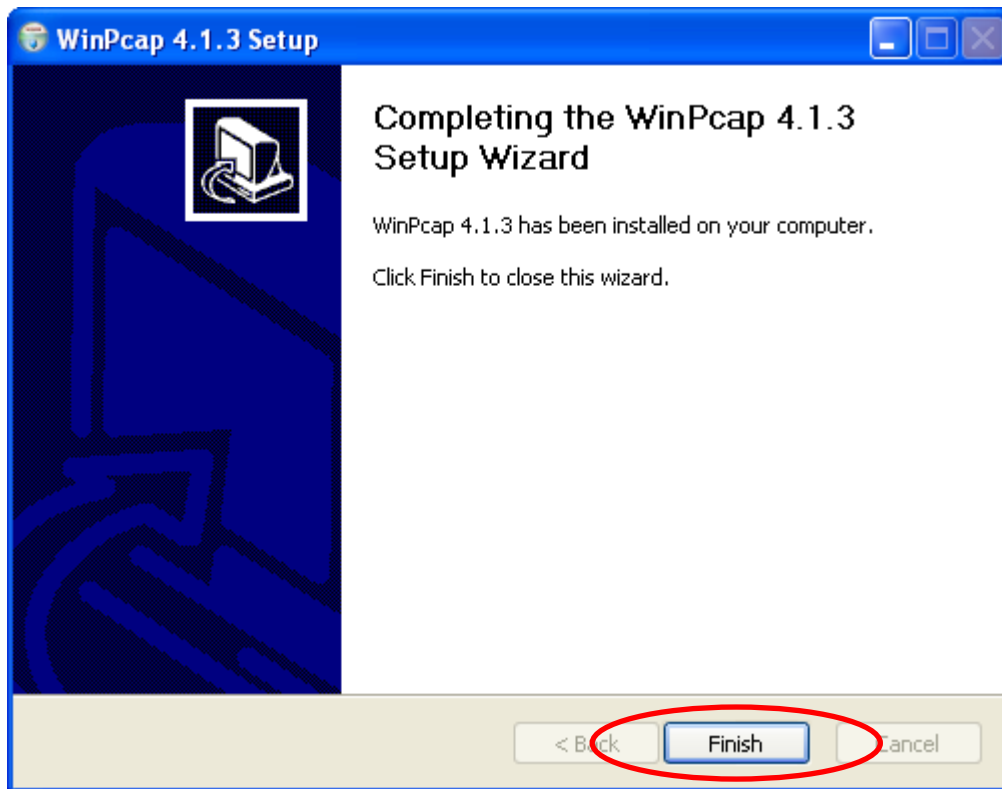 WinPcap 4.1.3 Setup
Completing the WinPcap 4.1.3
Setup Wizard
WinPcap 4.1.3 has been installed on your computer.
Click Finish to close this wizard.
< Back Finish Cancel